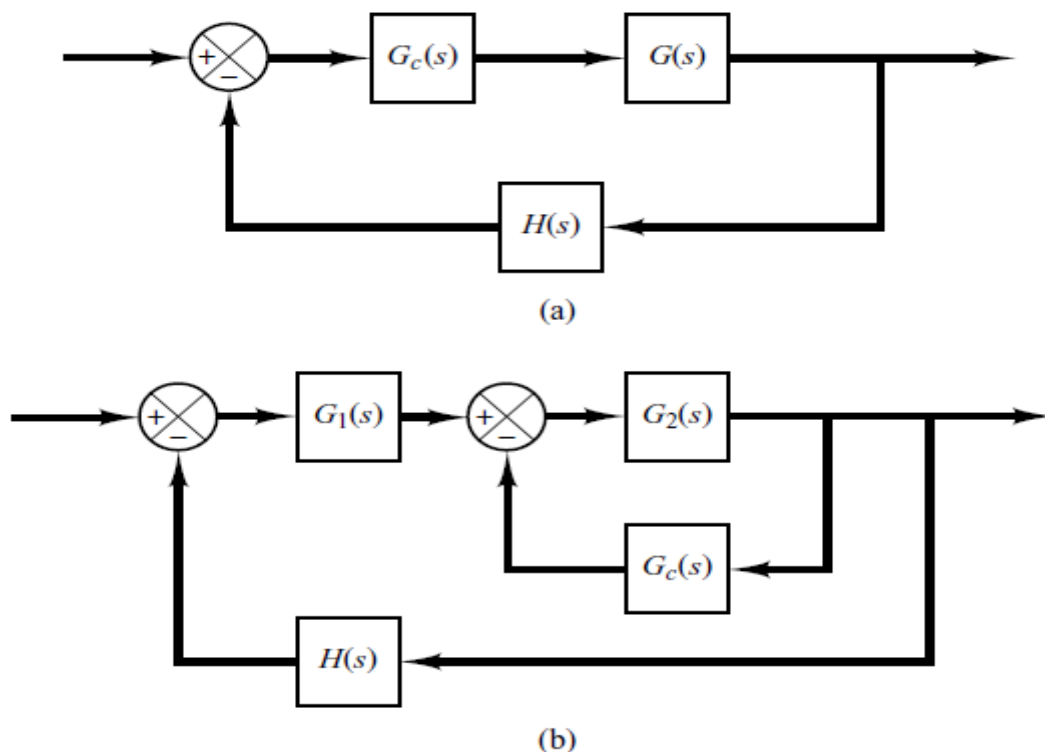 + G_c(s) G(s)
−
H(s)
(a)
+ G_1(s) + G_2(s)
− −
G_c(s)
H(s)
(b)